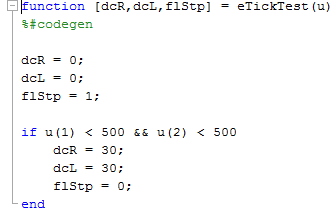 function [dcR,dcL,flStp] = eTickTest(u)
%#codegen
dcR = 0;
dcL = 0;
flStp = 1;
if u(1) < 500 && u(2) < 500
dcR = 30;
dcL = 30;
flStp = 0;
end